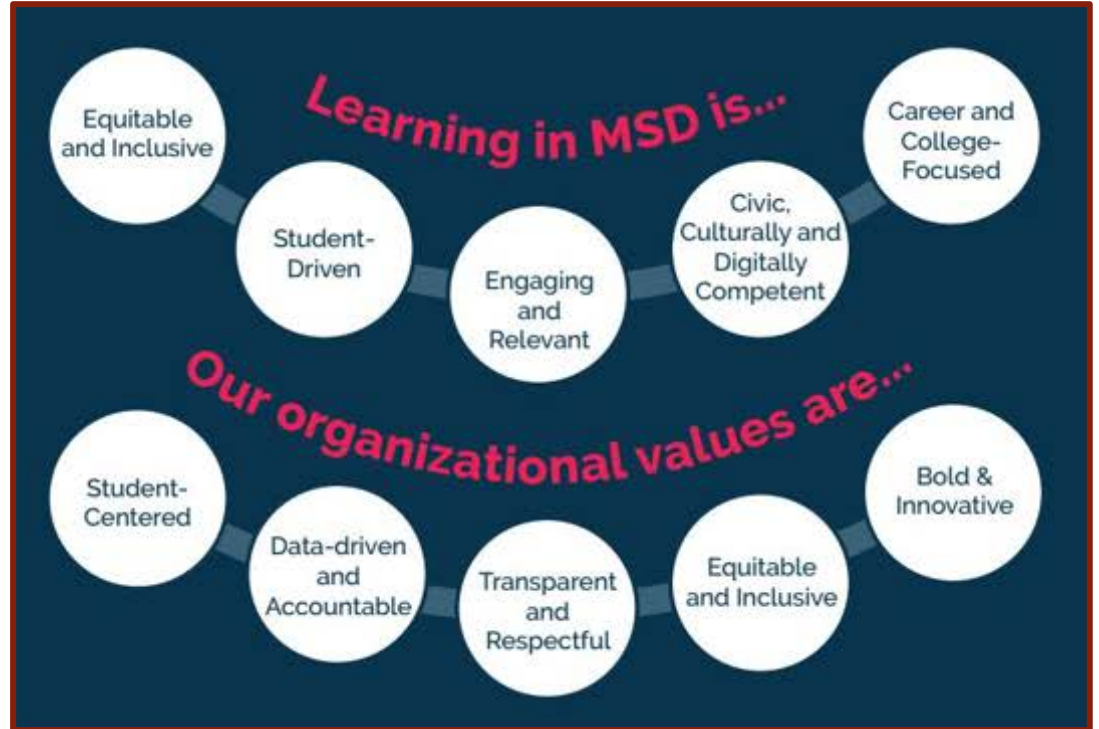 Learning in MSD is...
Equitable
and Inclusive
Student-
Driven
Engaging
and
Relevant
Civic,
Culturally and
Digitally
Competent
Career and
College-
Focused
Our organizational values are...
Student-
Centered
Data-driven
and
Accountable
Transparent
and
Respectful
Equitable
and Inclusive
Bold &
Innovative